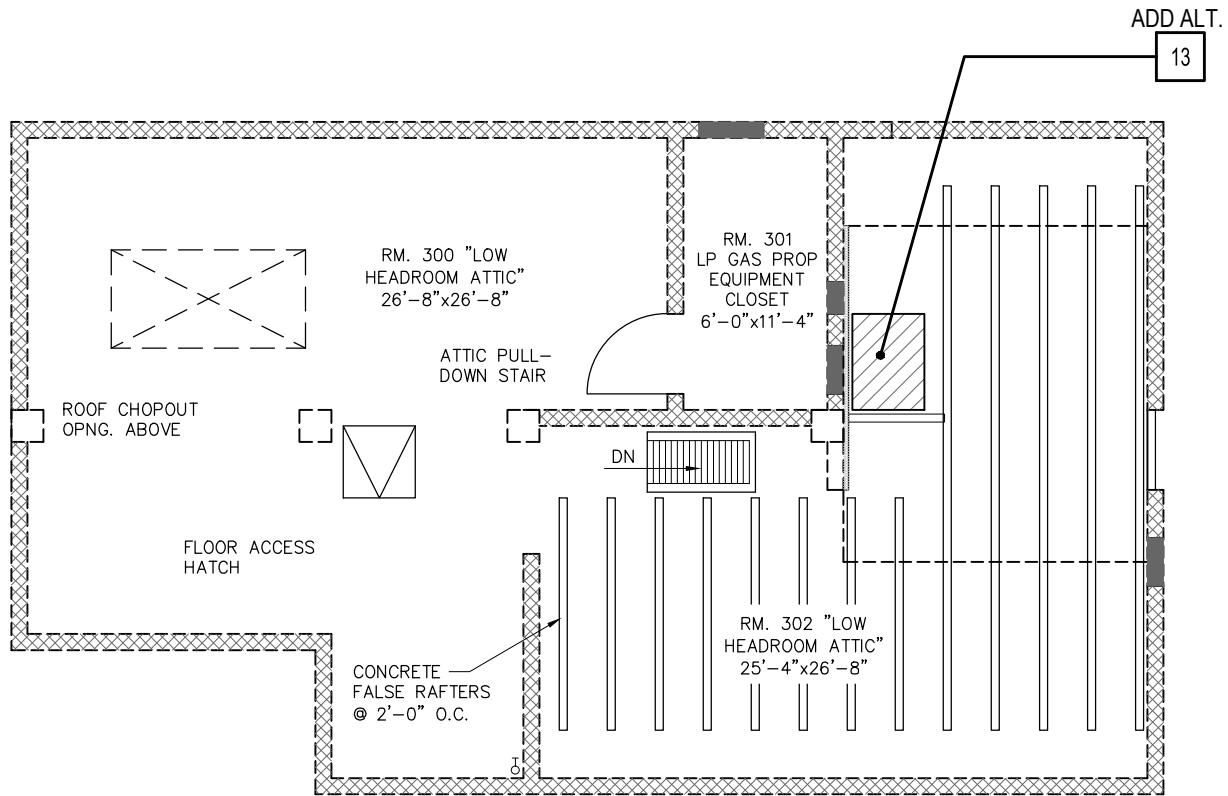 ADD ALT.
13
RM. 300 "LOW
HEADROOM ATTIC"
26'-8"x26'-8"
RM. 301
LP GAS PROP
EQUIPMENT
CLOSET
6'-0"x11'-4"
ATTIC PULL-
DOWN STAIR
ROOF CHOPOUT
OPNG. ABOVE
DN
FLOOR ACCESS
HATCH
RM. 302 "LOW
HEADROOM ATTIC"
25'-4"x26'-8"
CONCRETE
FALSE RAFTERS
@ 2'-0" O.C.